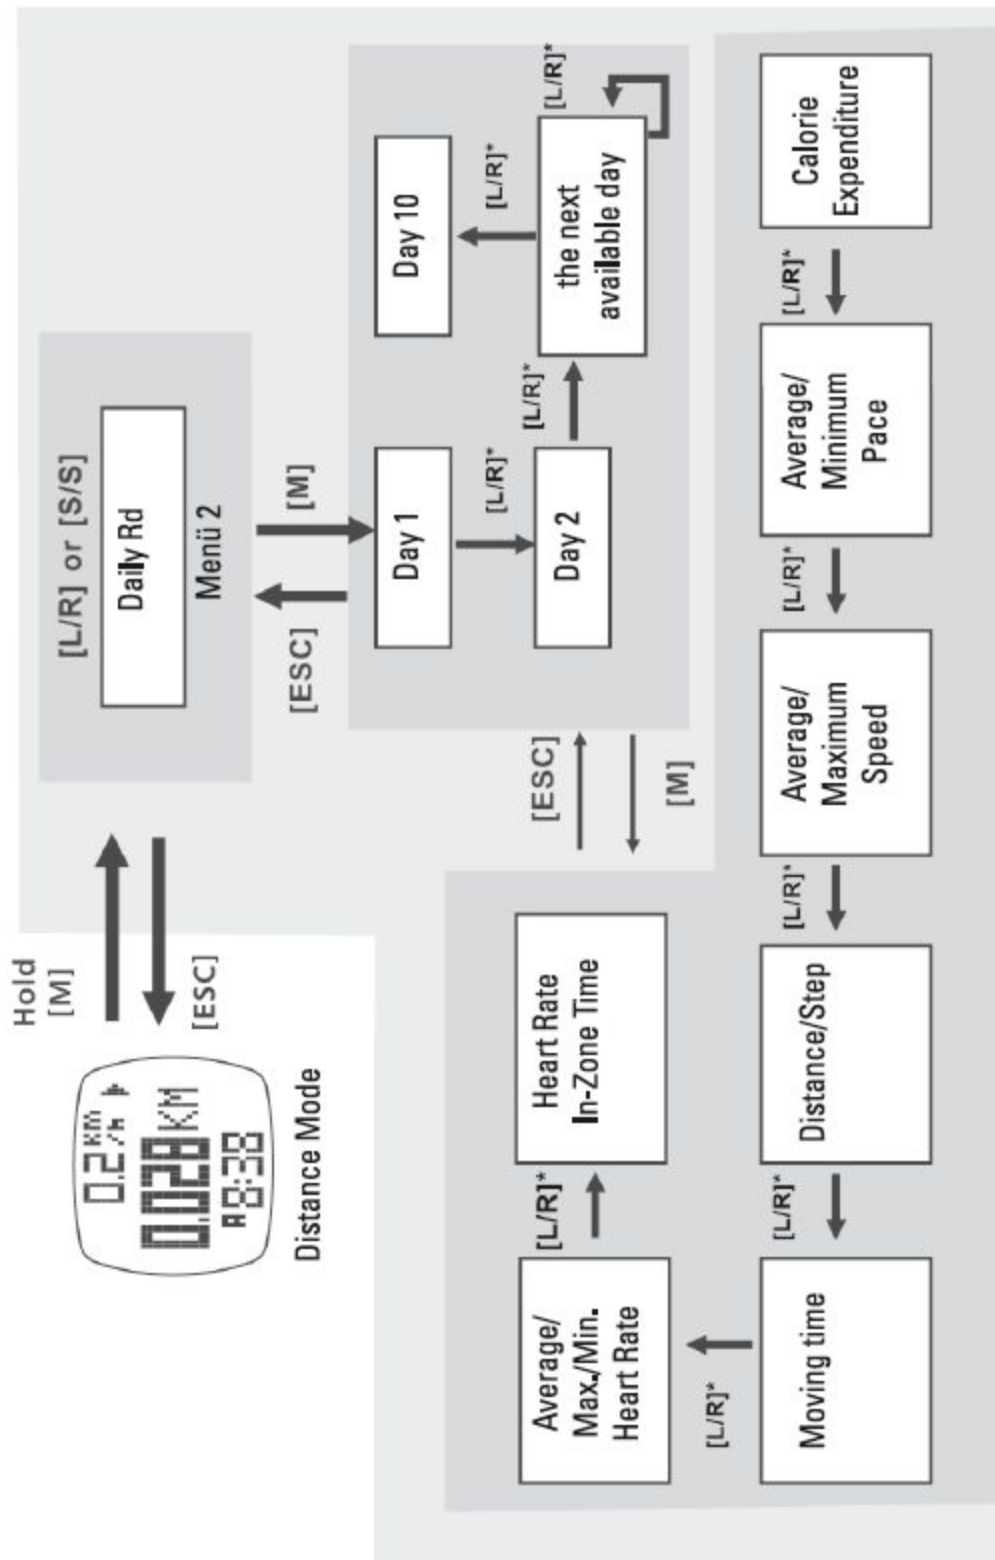 Hold
[M]
[ESC]
0.2 KM
/h
0.028 KM
A 8:38
Distance Mode
[L/R] or [S/S]
Daily Rd
Menü 2
[ESC]
[M]
Day 1
[L/R]*
Day 2
[L/R]*
the next
available day
[L/R]*
[L/R]*
Day 10
[ESC]
[M]
Calorie
Expenditure
[L/R]*
Average/
Minimum
Pace
[L/R]*
Average/
Maximum
Speed
[L/R]*
Distance/Step
[L/R]*
Moving time
[L/R]*
Average/
Max./Min.
Heart Rate
[L/R]*
Heart Rate
In-Zone Time